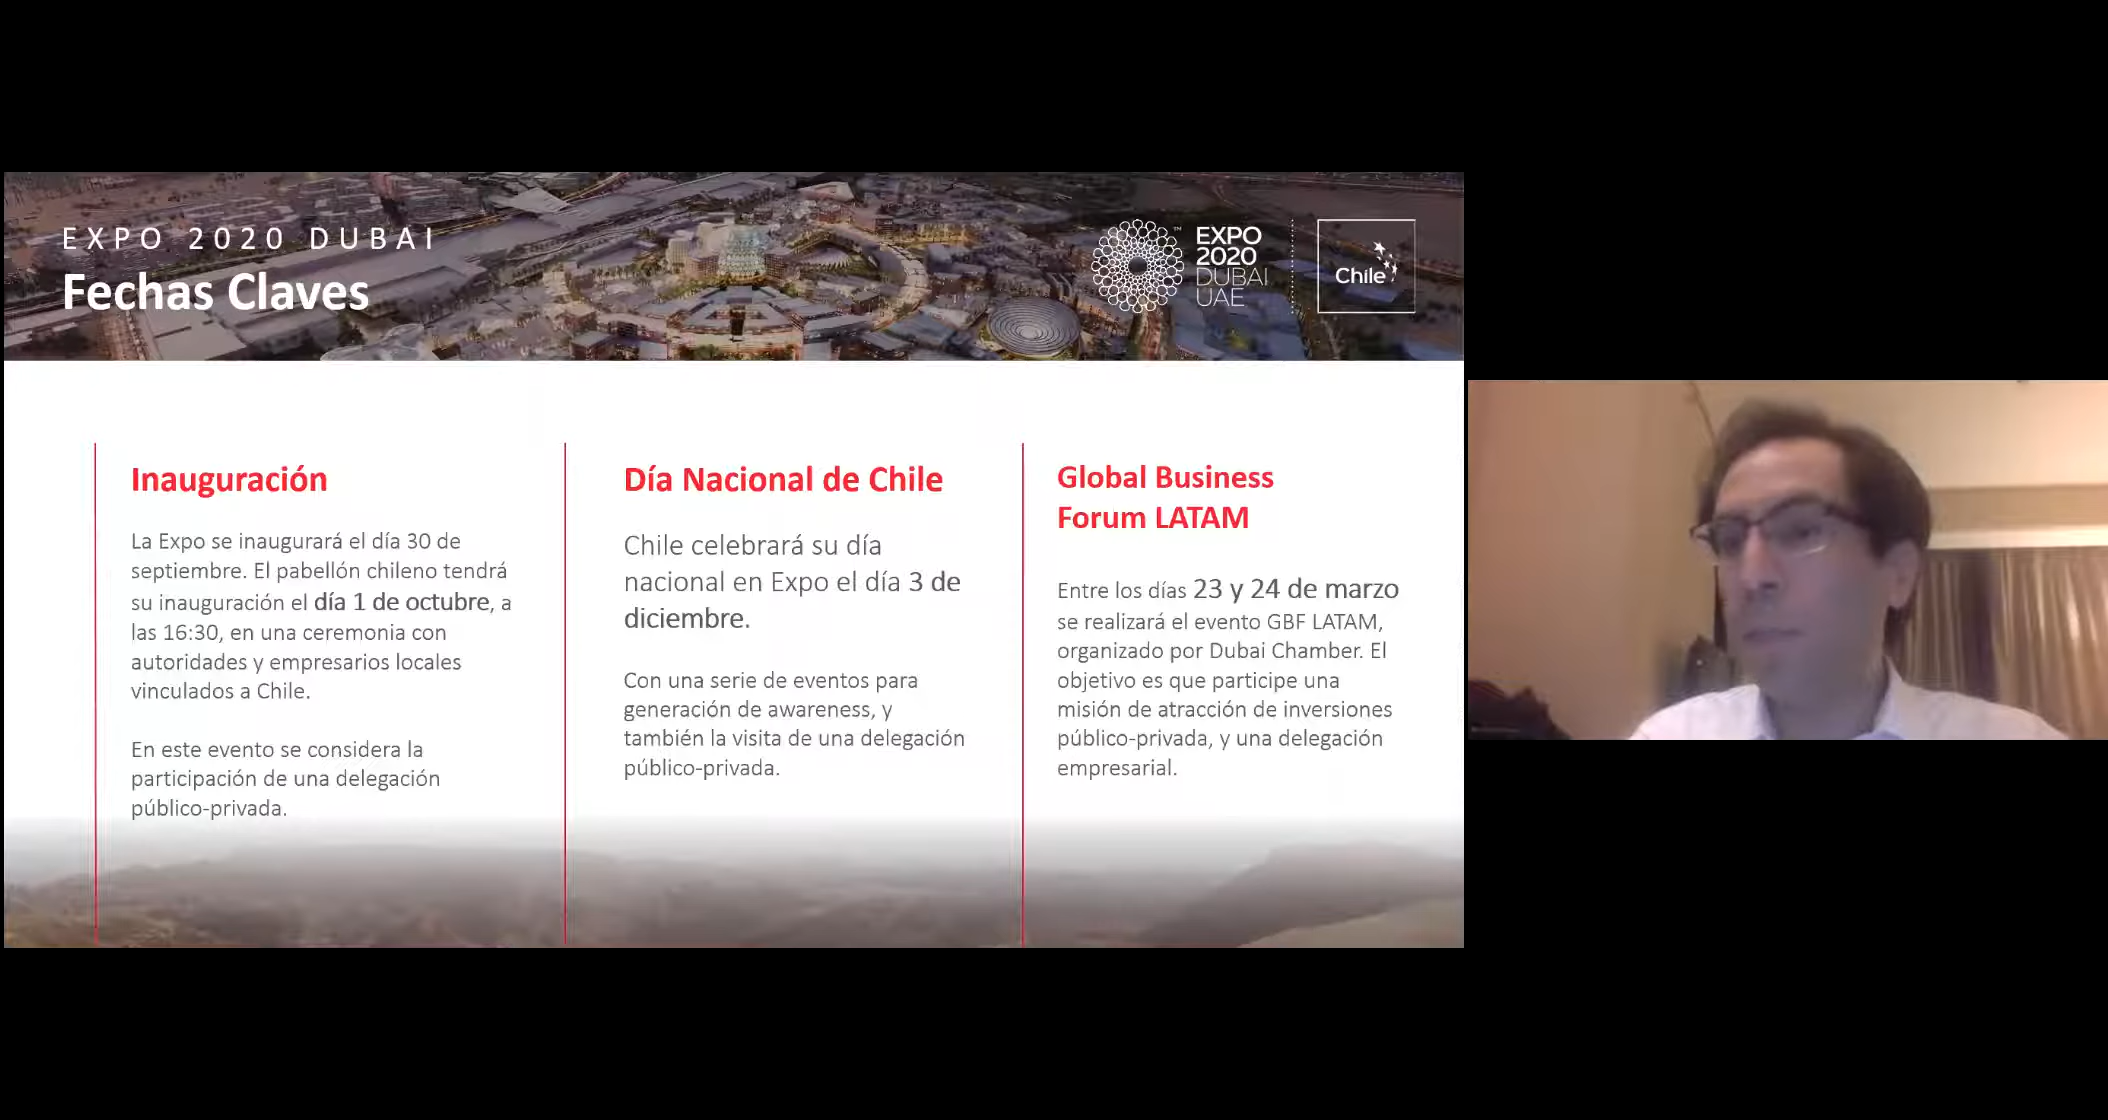 EXPO 2020 DUBAI
Fechas Claves
EXPO
2020
DUBAI
UAE
Chile
Inauguración
La Expo se inaugurará el día 30 de
septiembre. El pabellón chileno tendrá
su inauguración el día 1 de octubre, a
las 16:30, en una ceremonia con
autoridades y empresarios locales
vinculados a Chile.
En este evento se considera la
participación de una delegación
público-privada.
Día Nacional de Chile
Chile celebrará su día
nacional en Expo el día 3 de
diciembre.
Con una serie de eventos para
generación de awareness, y
también la visita de una delegación
público-privada.
Global Business
Forum LATAM
Entre los días 23 y 24 de marzo
se realizará el evento GBF LATAM,
organizado por Dubai Chamber. El
objetivo es que participe una
misión de atracción de inversiones
público-privada, y una delegación
empresarial.